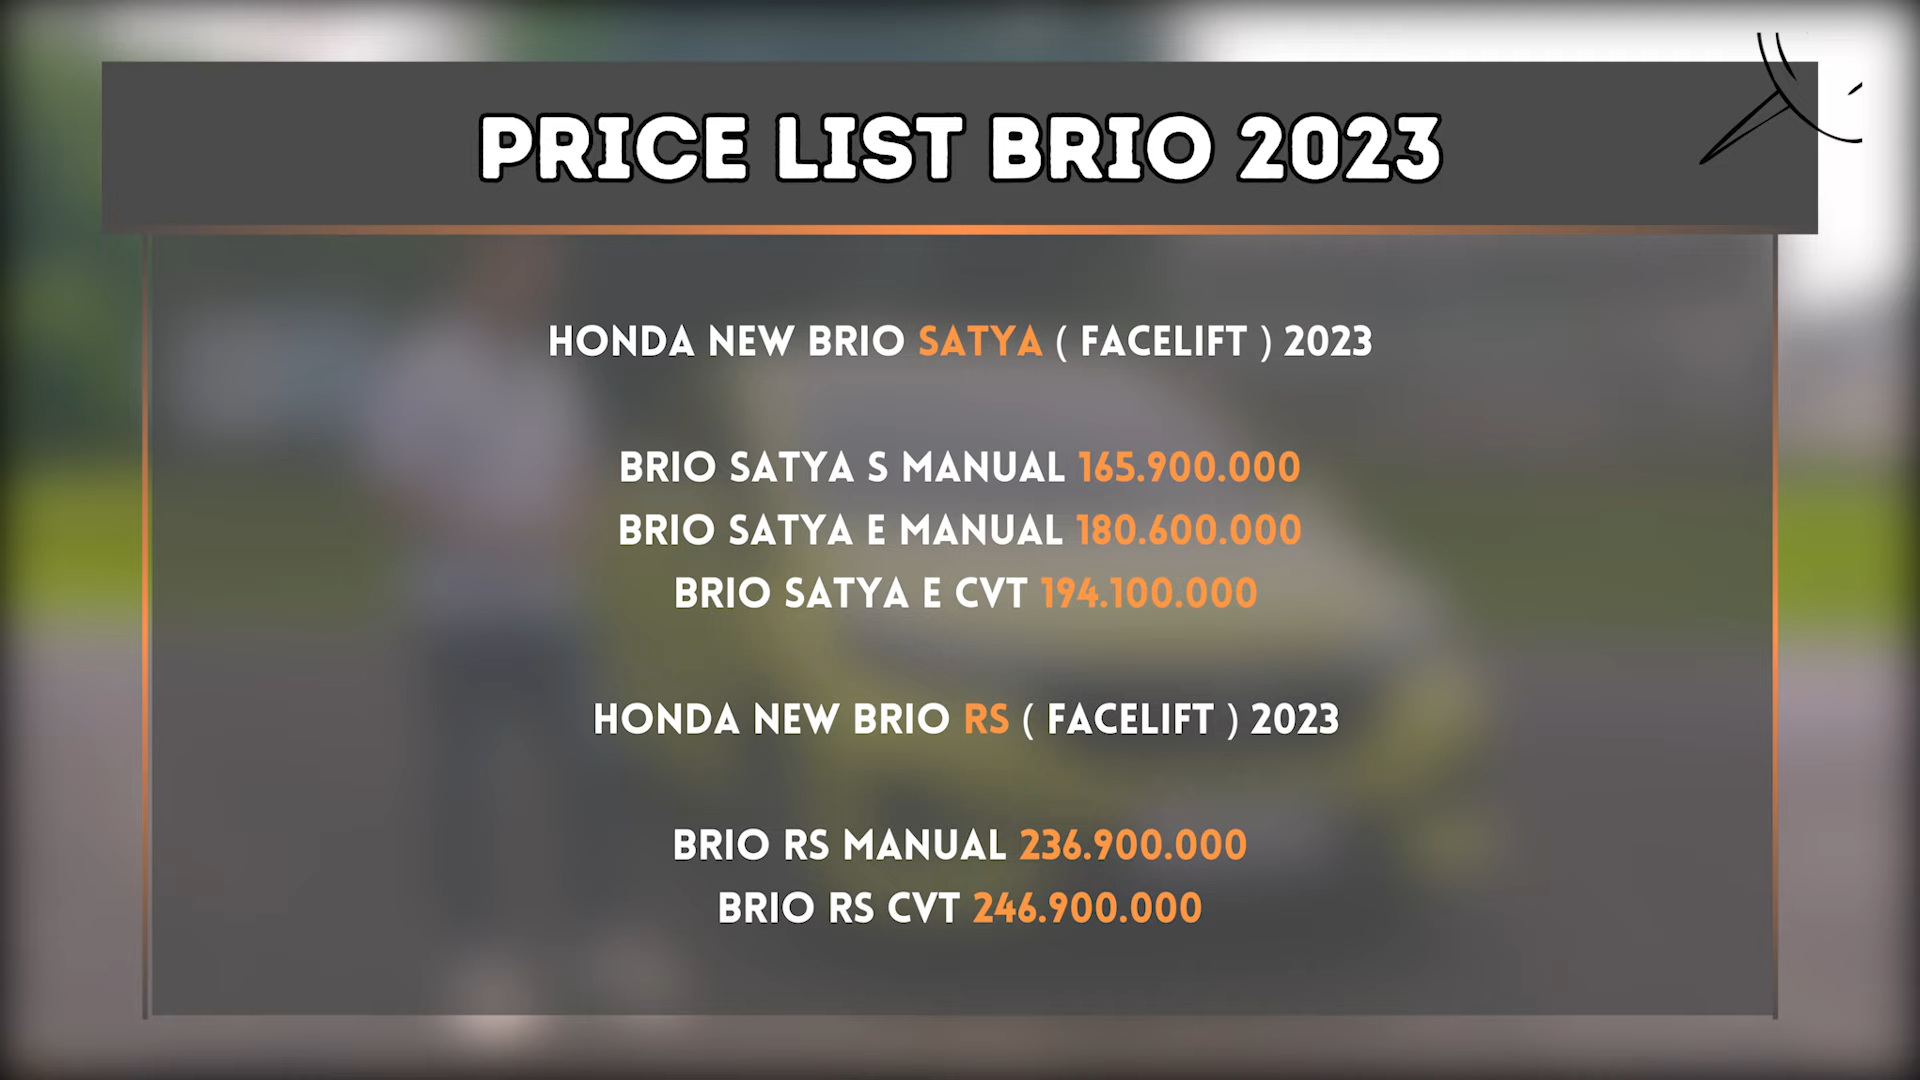 PRICE LIST BRIO 2023
HONDA NEW BRIO SATYA ( FACELIFT ) 2023
BRIO SATYA S MANUAL 165.900.000
BRIO SATYA E MANUAL 180.600.000
BRIO SATYA E CVT 194.100.000
HONDA NEW BRIO RS ( FACELIFT ) 2023
BRIO RS MANUAL 236.900.000
BRIO RS CVT 246.900.000